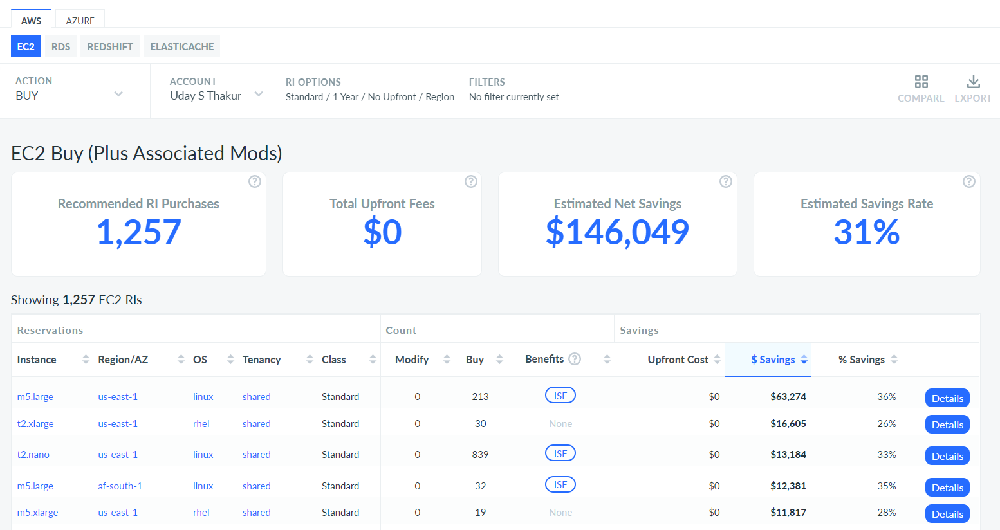 AWS AZURE
EC2 RDS REDSHIFT ELASTICACHE
ACTION ACCOUNT RI OPTIONS FILTERS
BUY Uday S Thakur Standard / 1 Year / No Upfront / Region No filter currently set
COMPARE EXPORT
EC2 Buy (Plus Associated Mods)
? ? ? ?
Recommended RI Purchases Total Upfront Fees Estimated Net Savings Estimated Savings Rate
1,257 $0 $146,049 31%
Showing 1,257 EC2 RIs
Reservations Count Savings
Instance Region/AZ OS Tenancy Class Modify Buy Benefits ? Upfront Cost $ Savings % Savings
m5.large us-east-1 linux shared Standard 0 213 ISF $0 $63,274 36% Details
t2.xlarge us-east-1 rhel shared Standard 0 30 None $0 $16,605 26% Details
t2.nano us-east-1 linux shared Standard 0 839 ISF $0 $13,184 33% Details
m5.large af-south-1 linux shared Standard 0 32 ISF $0 $12,381 35% Details
m5.xlarge us-east-1 rhel shared Standard 0 19 None $0 $11,817 28% Details